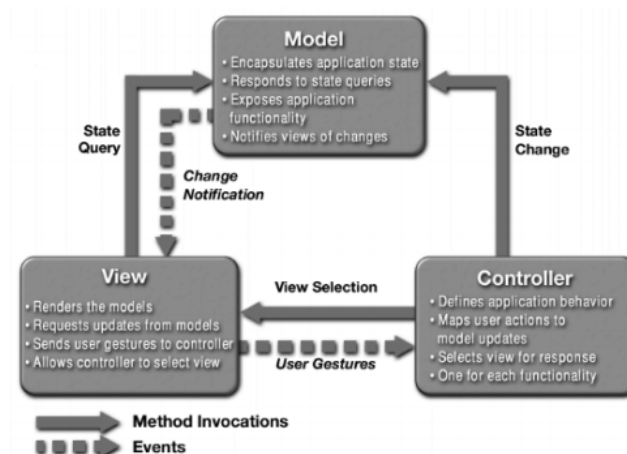 Model
• Encapsulates application state
• Responds to state queries
• Exposes application
functionality
• Notifies views of changes
State
Query
State
Change
Change
Notification
View
• Renders the models
• Requests updates from models
• Sends user gestures to controller
• Allows controller to select view
View Selection
User Gestures
Controller
• Defines application behavior
• Maps user actions to
model updates
• Selects view for response
• One for each functionality
Method Invocations
Events